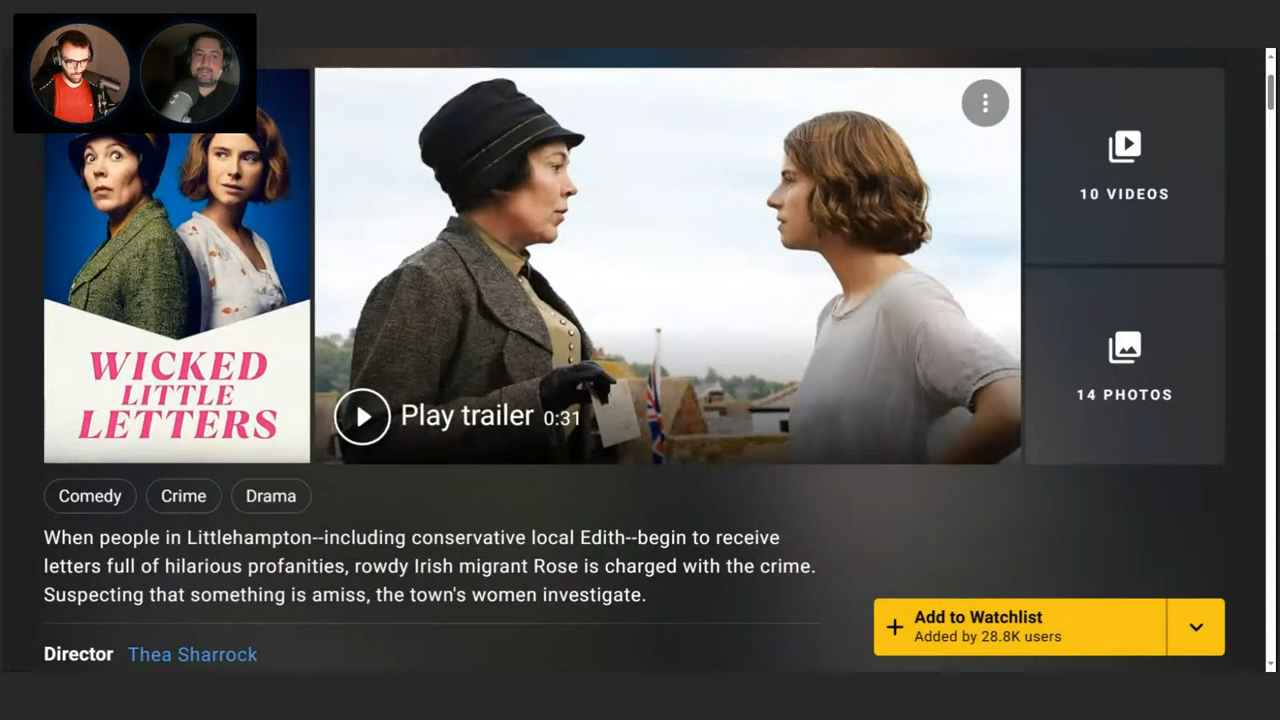 WICKED
LITTLE
LETTERS
Play trailer 0:31
10 VIDEOS
14 PHOTOS
Comedy
Crime
Drama
When people in Littlehampton--including conservative local Edith--begin to receive
letters full of hilarious profanities, rowdy Irish migrant Rose is charged with the crime.
Suspecting that something is amiss, the town's women investigate.
Add to Watchlist
Added by 28.8K users
Director Thea Sharrock